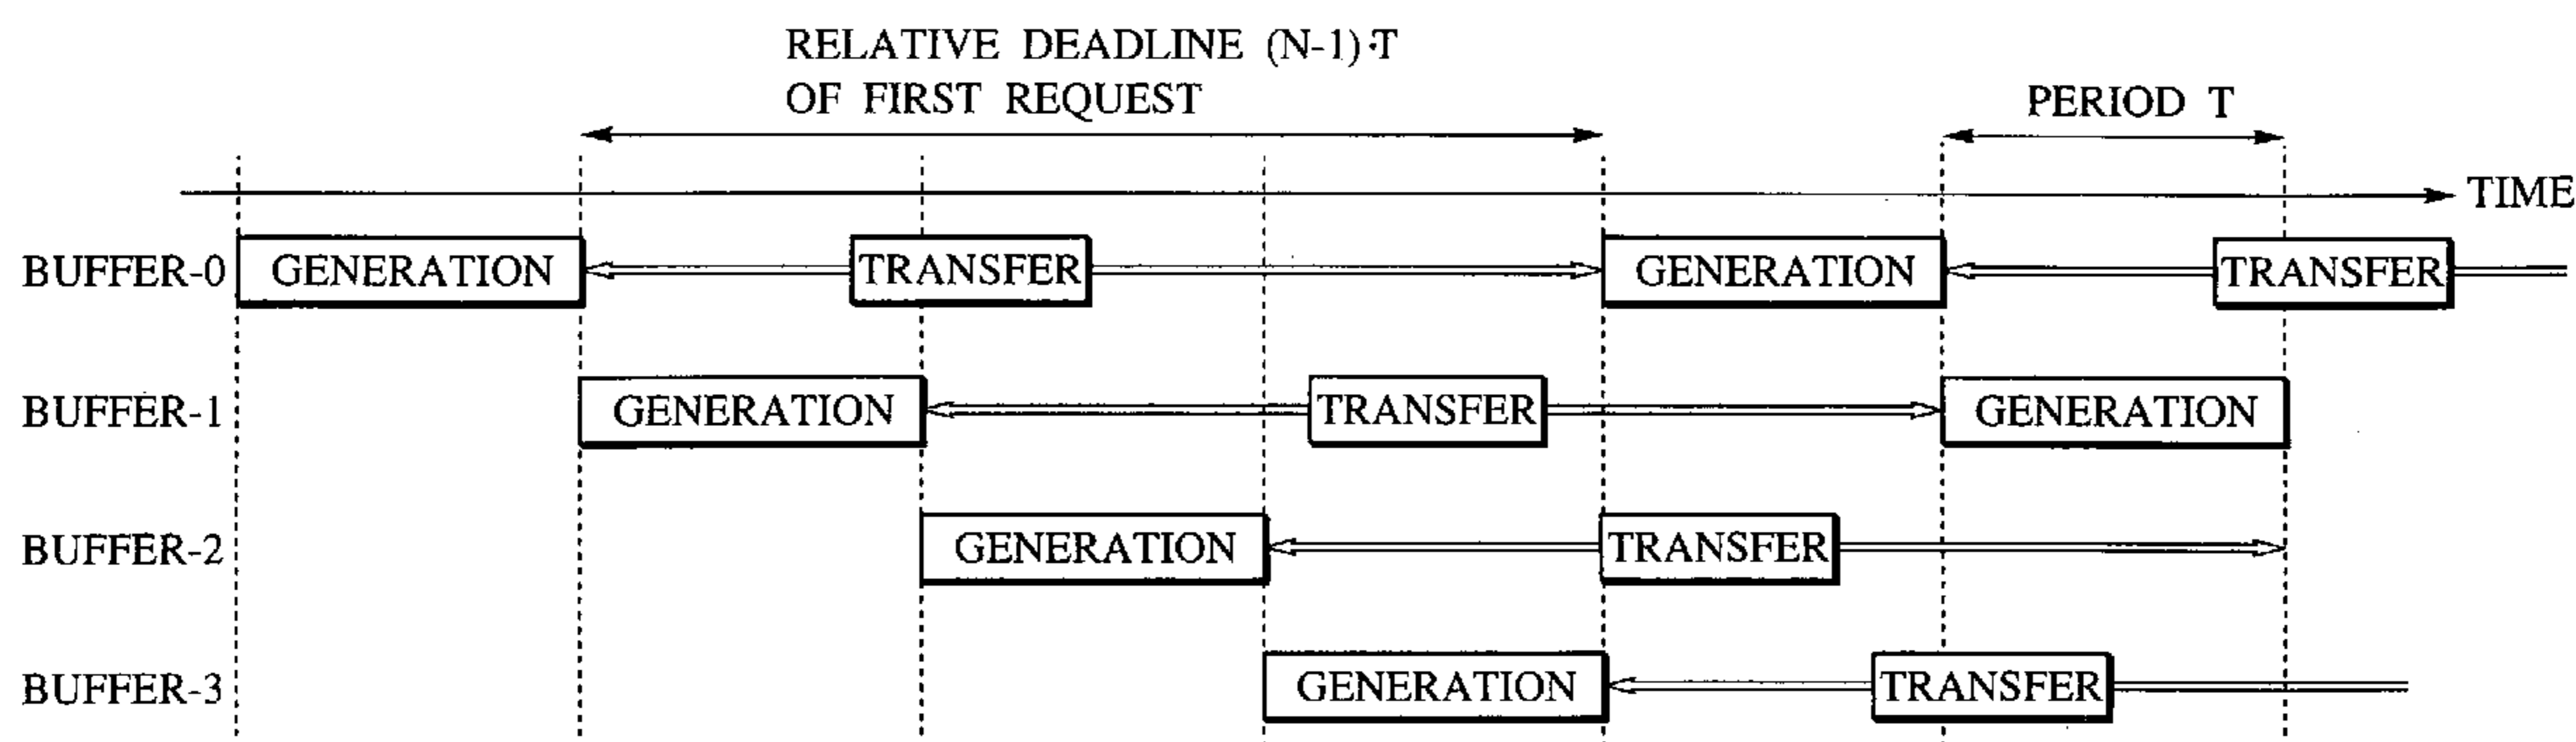 RELATIVE DEADLINE (N-1)·T
OF FIRST REQUEST
PERIOD T
TIME
BUFFER-0 GENERATION TRANSFER GENERATION TRANSFER
BUFFER-1 GENERATION TRANSFER GENERATION
BUFFER-2 GENERATION TRANSFER
BUFFER-3 GENERATION TRANSFER